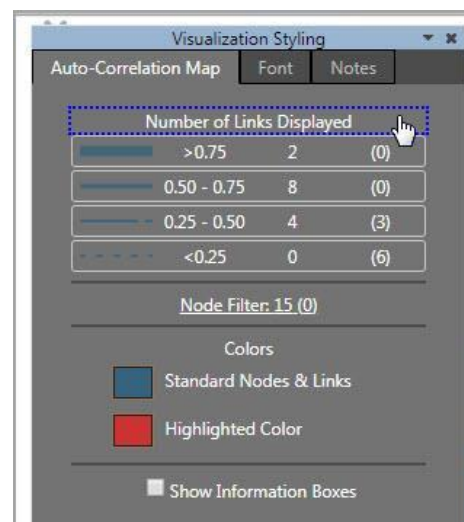 Visualization Styling
Auto-Correlation Map Font Notes
Number of Links Displayed
>0.75 2 (0)
0.50 - 0.75 8 (0)
0.25 - 0.50 4 (3)
<0.25 0 (6)
Node Filter: 15 (0)
Colors
Standard Nodes & Links
Highlighted Color
Show Information Boxes